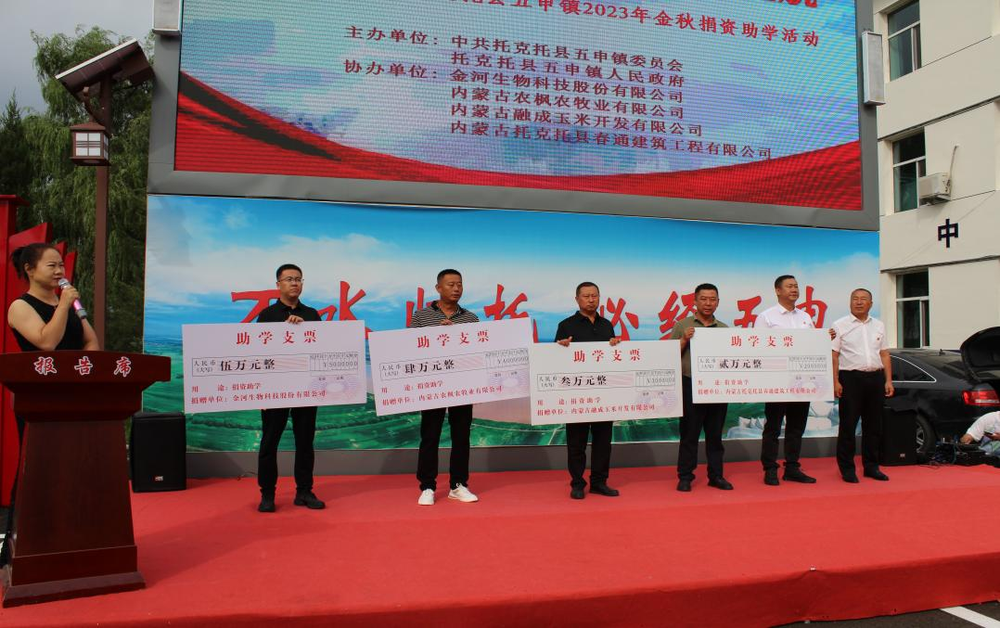 五申镇2023年金秋捐资助学活动
主办单位：中共托克托县五申镇委员会
托克托县五申镇人民政府
协办单位：金河生物科技股份有限公司
内蒙古农枫农牧业有限公司
内蒙古融成玉米开发有限公司
内蒙古托克托县春通建筑工程有限公司
中
必经五申
助学支票
人民币
(大写)
伍万元整
¥5000000
用途：捐资助学
捐赠单位：金河生物科技股份有限公司
助学支票
人民币
(大写)
肆万元整
¥4000000
用途：捐资助学
捐赠单位：内蒙古农枫农牧业有限公司
助学支票
人民币
(大写)
叁万元整
¥3000000
用途：捐资助学
捐赠单位：内蒙古融成玉米开发有限公司
助学支票
人民币
(大写)
贰万元整
¥2000000
用途：捐资助学
捐赠单位：内蒙古托克托县春通建筑工程有限公司
报告席